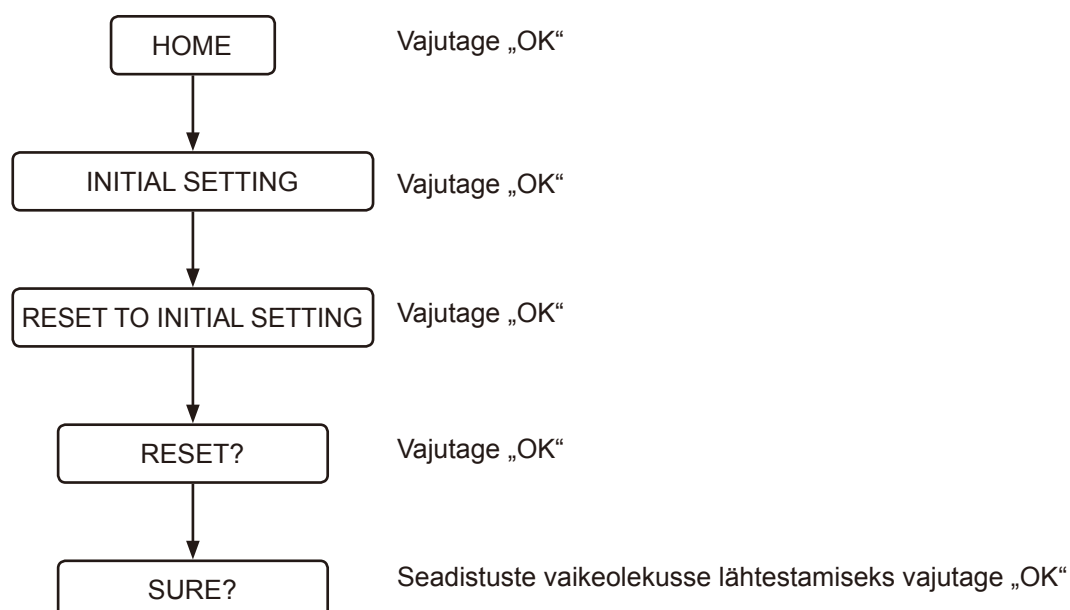 HOME
Vajutage „OK“
INITIAL SETTING
Vajutage „OK“
RESET TO INITIAL SETTING
Vajutage „OK“
RESET?
Vajutage „OK“
SURE?
Seadistuste vaikeolekusse lähtestamiseks vajutage „OK“